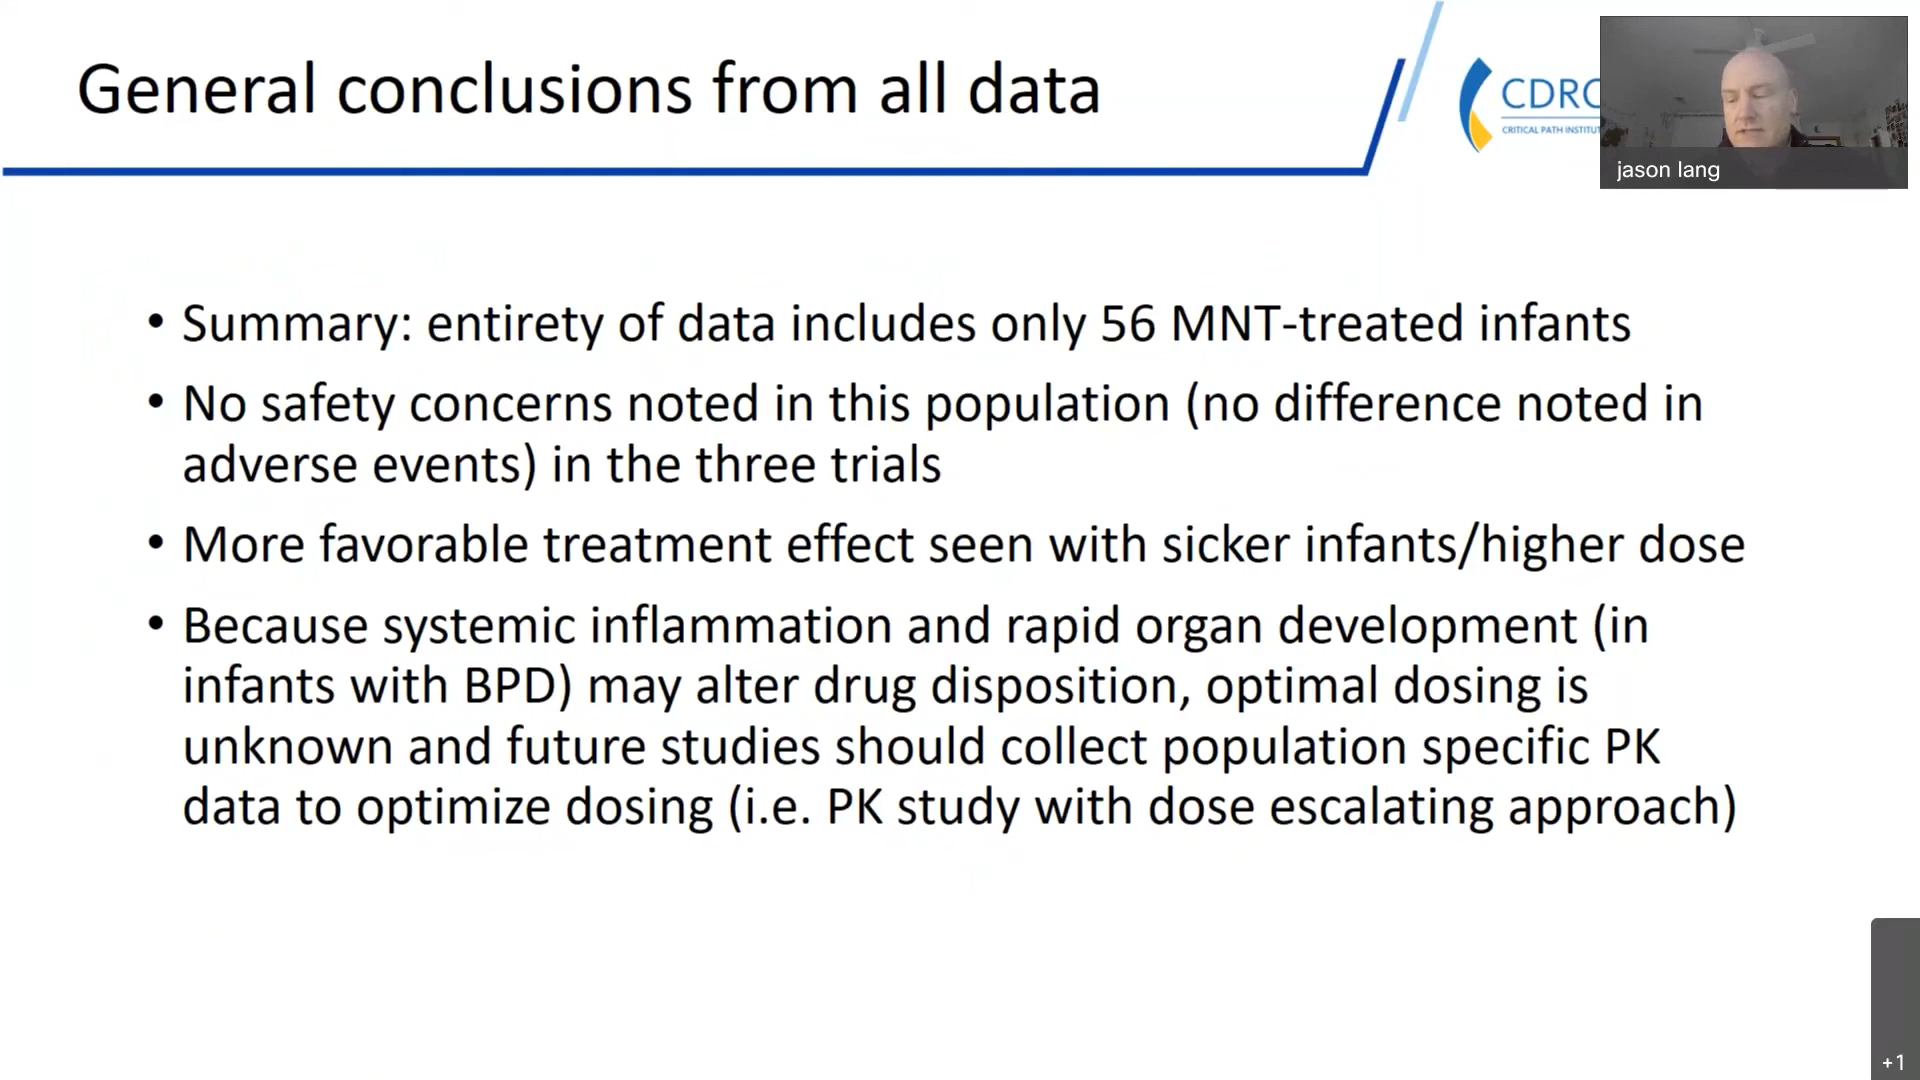 General conclusions from all data
CDRC
CRITICAL PATH INSTITUT
jason lang
• Summary: entirety of data includes only 56 MNT-treated infants
• No safety concerns noted in this population (no difference noted in
adverse events) in the three trials
• More favorable treatment effect seen with sicker infants/higher dose
• Because systemic inflammation and rapid organ development (in
infants with BPD) may alter drug disposition, optimal dosing is
unknown and future studies should collect population specific PK
data to optimize dosing (i.e. PK study with dose escalating approach)
+1